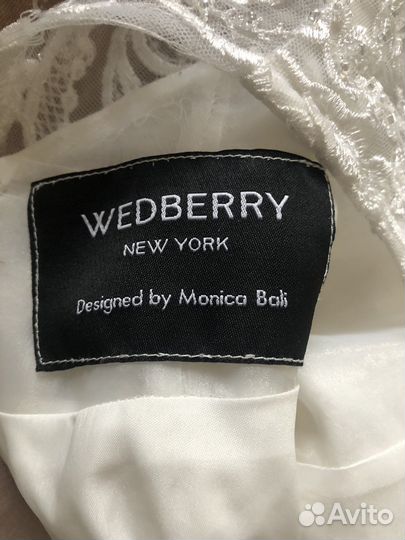 WEDBERRY
NEW YORK
Designed by Monica Bali
Avito